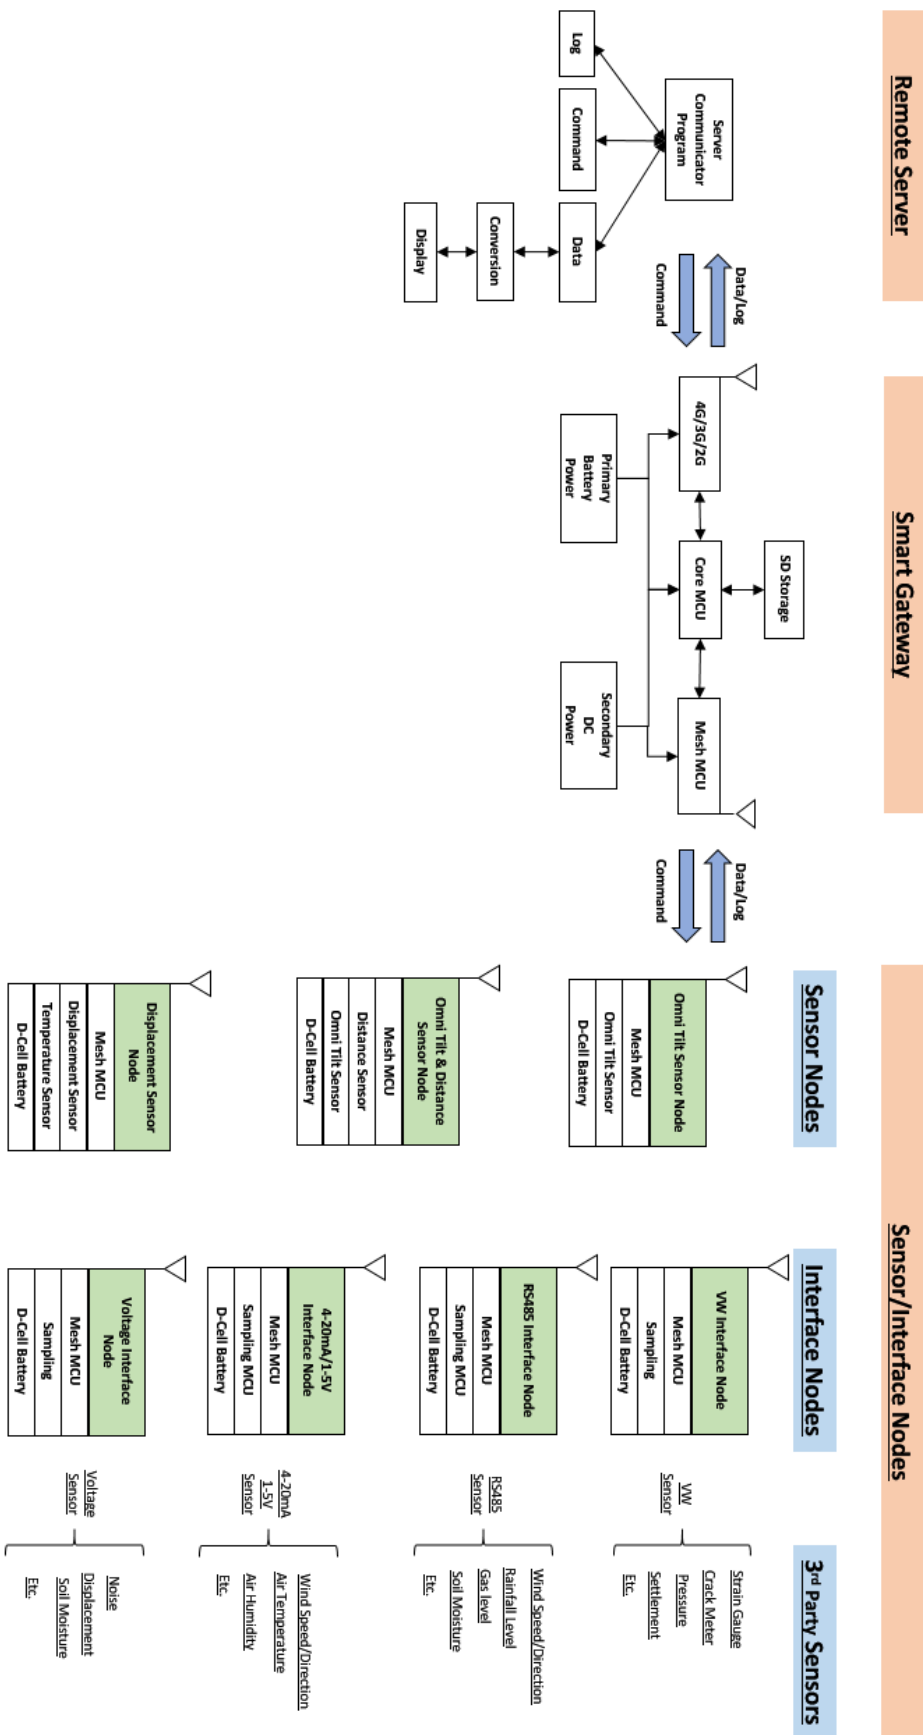 Remote Server
Server
Communicator
Program
Log
Command
Data
Conversion
Display
Data/Log
Command
Smart Gateway
SD Storage
4G/3G/2G
Core MCU
Mesh MCU
Primary
Battery
Power
Secondary
DC
Power
Data/Log
Command
Sensor/Interface Nodes
Sensor Nodes
Omni Tilt Sensor Node
Mesh MCU
Omni Tilt Sensor
D-Cell Battery
Omni Tilt & Distance
Sensor Node
Mesh MCU
Distance Sensor
Omni Tilt Sensor
D-Cell Battery
Displacement Sensor
Node
Mesh MCU
Displacement Sensor
Temperature Sensor
D-Cell Battery
Interface Nodes
VW Interface Node
Mesh MCU
Sampling
D-Cell Battery
RS485 Interface Node
Mesh MCU
Sampling MCU
D-Cell Battery
4-20mA/1-5V
Interface Node
Mesh MCU
Sampling MCU
D-Cell Battery
Voltage Interface
Node
Mesh MCU
Sampling
D-Cell Battery
3rd Party Sensors
VW
Sensor
Strain Gauge
Crack Meter
Pressure
Settlement
Etc.
RS485
Sensor
Wind Speed/Direction
Rainfall Level
Gas level
Soil Moisture
Etc.
4-20mA
1-5V
Sensor
Wind Speed/Direction
Air Temperature
Air Humidity
Etc.
Voltage
Sensor
Noise
Displacement
Soil Moisture
Etc.